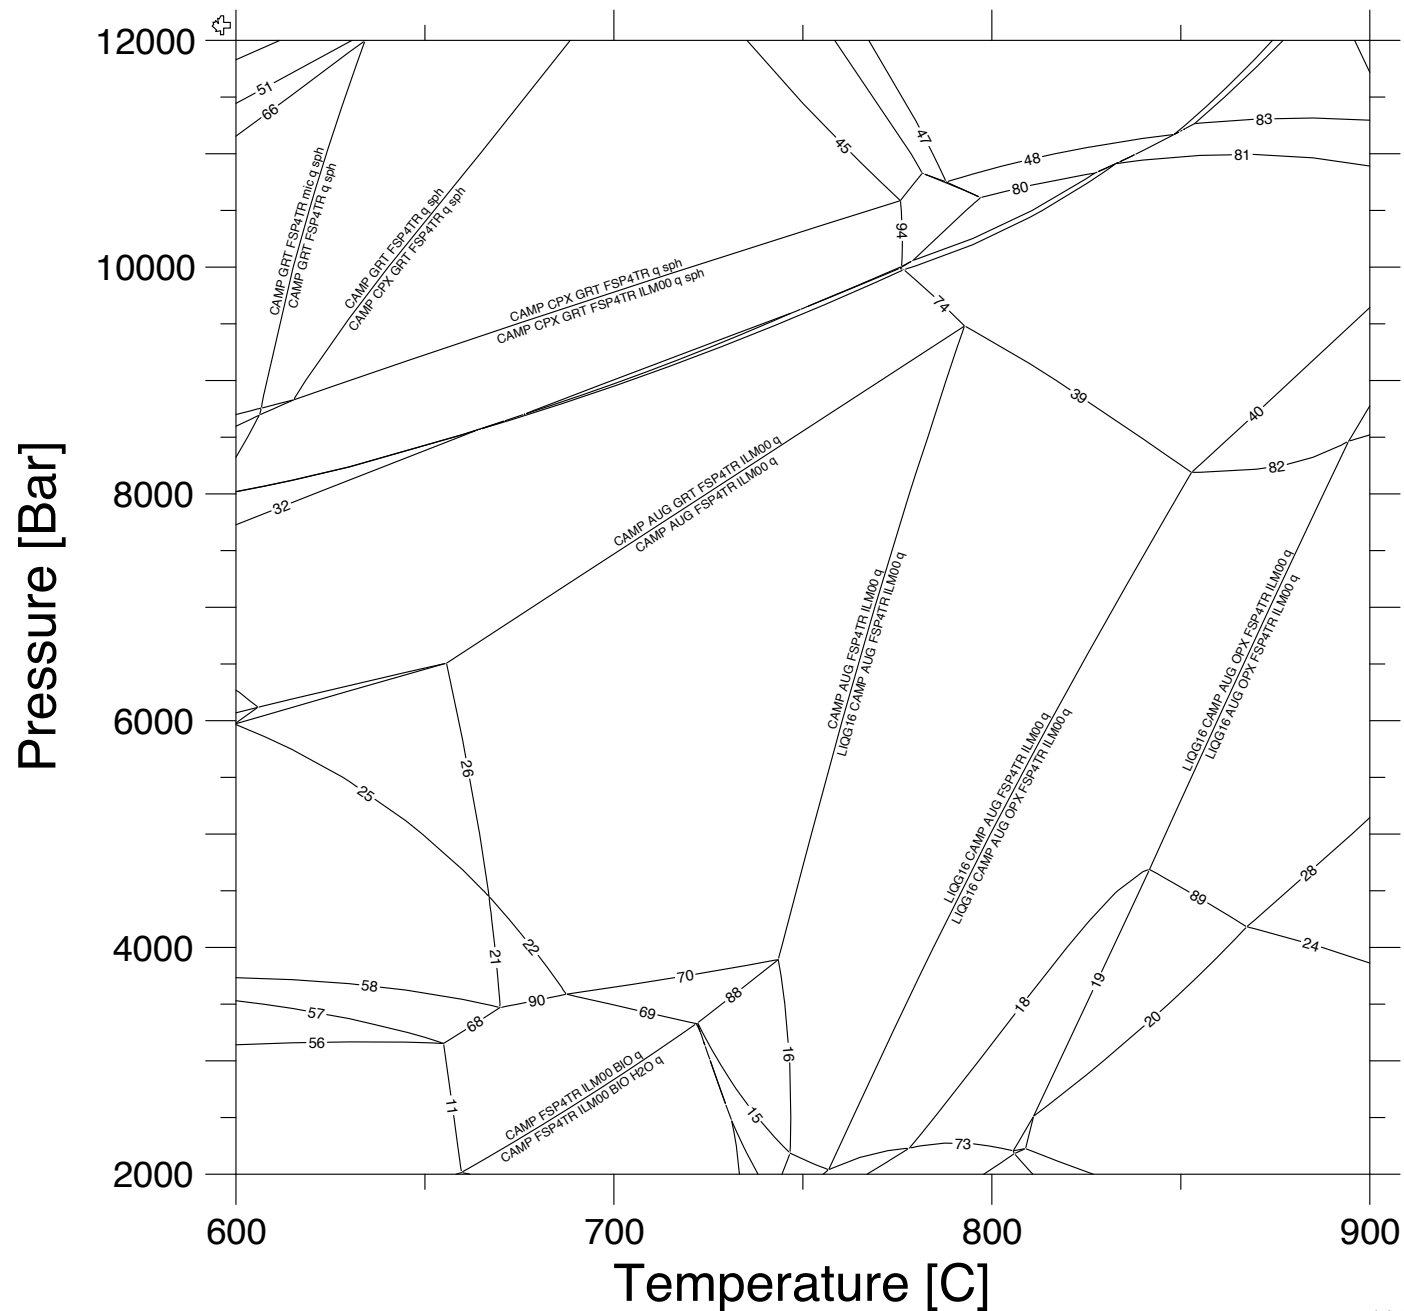 12000
10000
8000
6000
4000
2000
Pressure [Bar]
600
700
800
900
Temperature [C]
51
66
CAMP GRT FSP4TR mic q sph
CAMP GRT FSP4TR q sph
CAMP GRT FSP4TR q sph
CAMP CPX GRT FSP4TR q sph
CAMP CPX GRT FSP4TR q sph
CAMP CPX GRT FSP4TR ILM00 q sph
45
47
48
83
81
80
94
74
32
CAMP AUG GRT FSP4TR ILM00 q
CAMP AUG FSP4TR ILM00 q
39
40
82
CAMP AUG FSP4TR ILM00 q
LIQG16 CAMP AUG FSP4TR ILM00 q
LIQG16 CAMP AUG OPX FSP4TR ILM00 q
LIQG16 AUG OPX FSP4TR ILM00 q
LIQG16 CAMP AUG FSP4TR ILM00 q
LIQG16 CAMP AUG OPX FSP4TR ILM00 q
26
25
22
21
28
89
24
58
57
56
90
68
70
69
88
18
19
20
16
15
11
73
CAMP FSP4TR ILM00 BIO q
CAMP FSP4TR ILM00 BIO H2O q